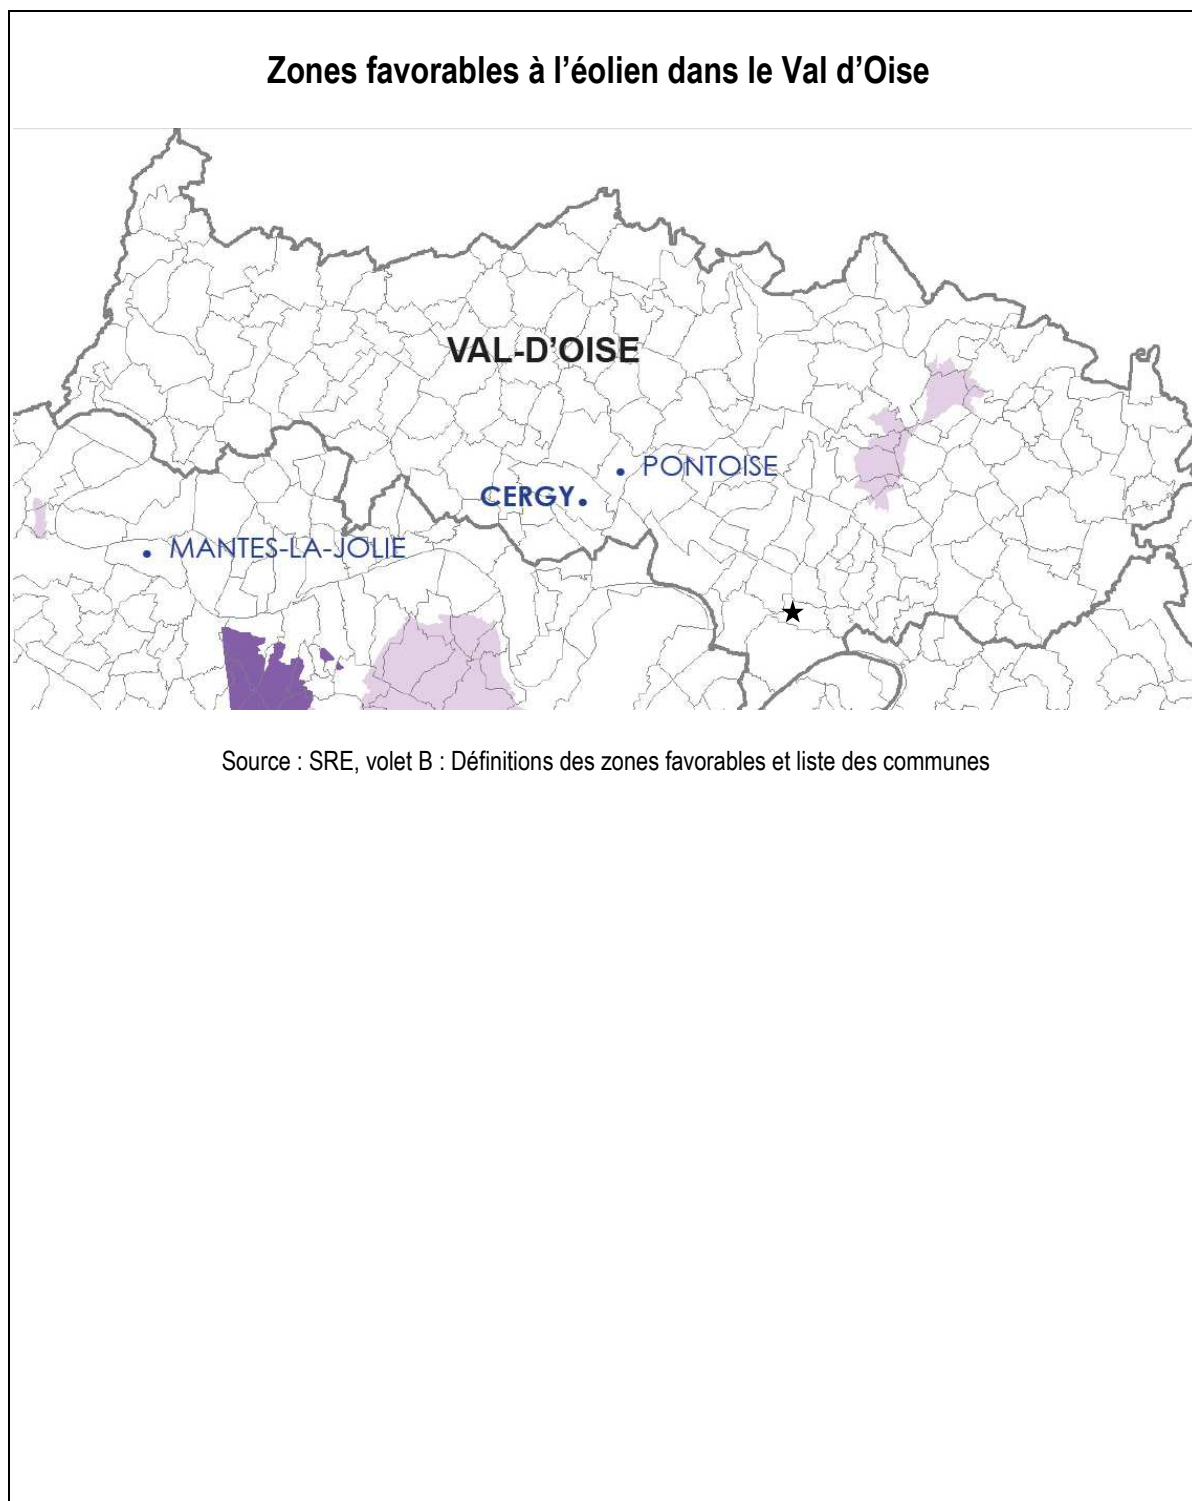 Zones favorables à l’éolien dans le Val d’Oise
VAL-D’OISE
PONTOISE
CERGY
MANTES-LA-JOLIE
Source : SRE, volet B : Définitions des zones favorables et liste des communes